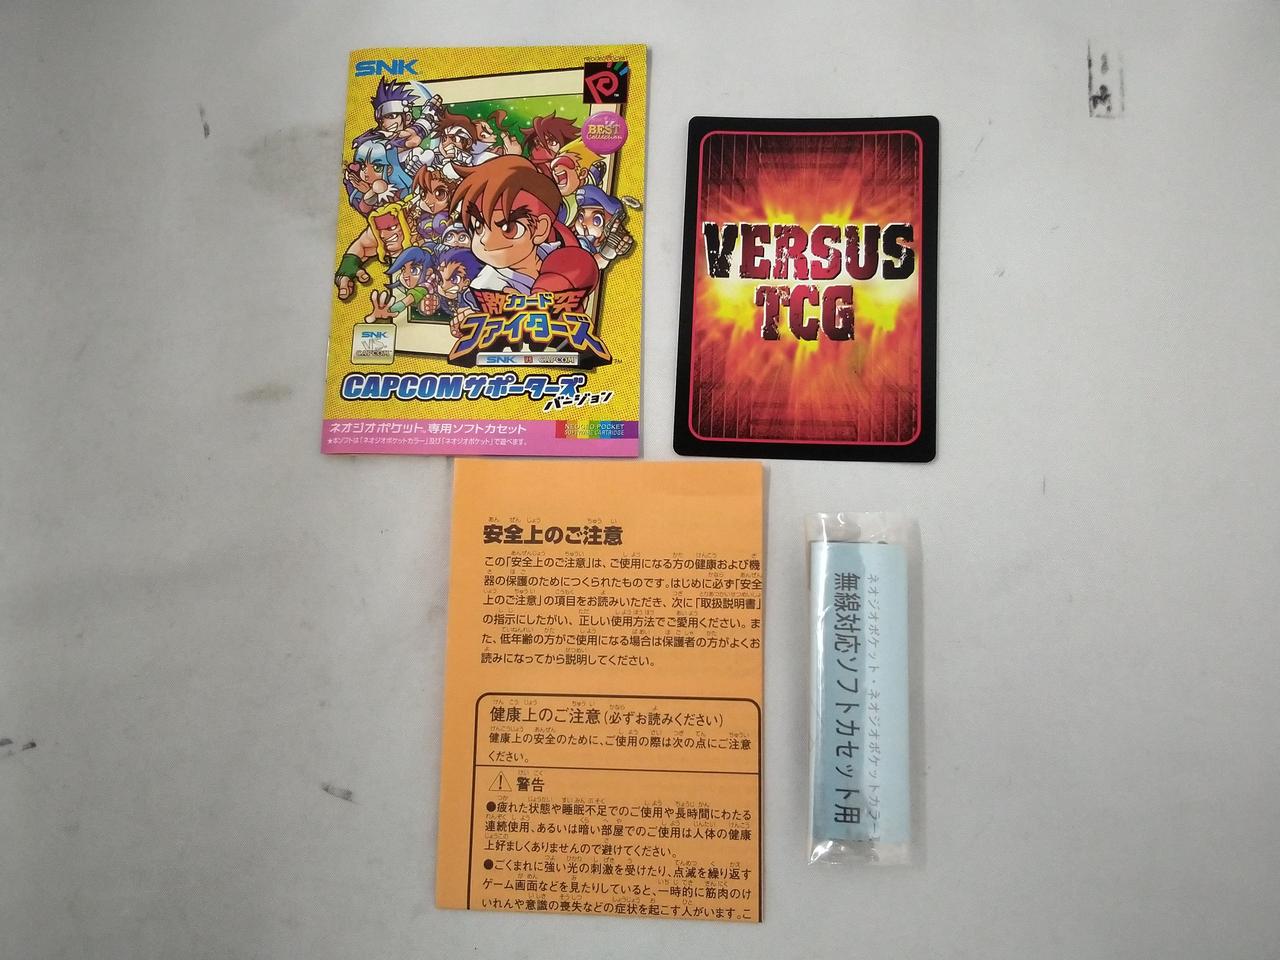 SNK
NEOGEO POCKET
BEST
Collection
激突カードファイターズ
SNK VS CAPCOM
SNK
VS.
CAPCOM
CAPCOMサポーターズ
バージョン
ネオジオポケット®専用ソフトカセット
★本ソフトは「ネオジオポケットカラー」及び「ネオジオポケット」で遊べます。
NEOGEO POCKET
SOFTWARE CARTRIDGE
VERSUS
TCG
安全上のご注意
この「安全上のご注意」は、ご使用になる方の健康および機
器の保護のためにつくられたものです。はじめに必ず「安全
上のご注意」の項目をお読みいただき、次に「取扱説明書」
の指示にしたがい、正しい使用方法でご愛用ください。ま
た、低年齢の方がご使用になる場合は保護者の方がよくお
読みになってから説明してください。
健康上のご注意(必ずお読みください)
健康上の安全のために、ご使用の際は次の点にご注意
ください。
警告
●疲れた状態や睡眠不足でのご使用や長時間にわたる
連続使用、あるいは暗い部屋でのご使用は人体の健康
上好ましくありませんので避けてください。
●ごくまれに強い光の刺激を受けたり、点滅を繰り返す
ゲーム画面などを見たりしていると、一時的に筋肉のけ
いれんや意識の喪失などの症状を起こす人がいます。こ
ネオジオポケット・ネオジオポケットカラー
無線対応ソフトカセット用